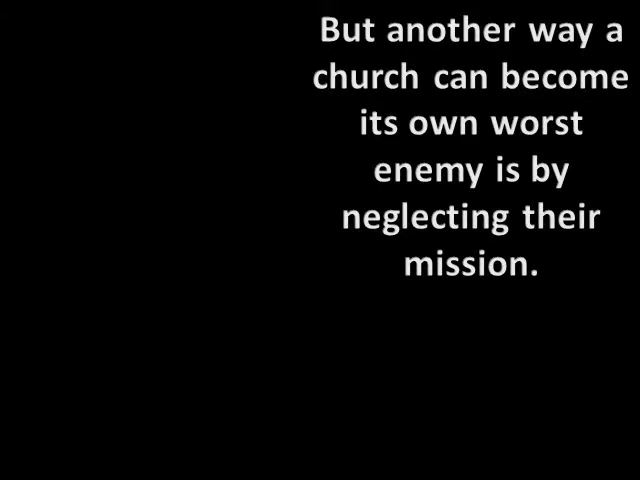 But another way a
church can become
its own worst
enemy is by
neglecting their
mission.